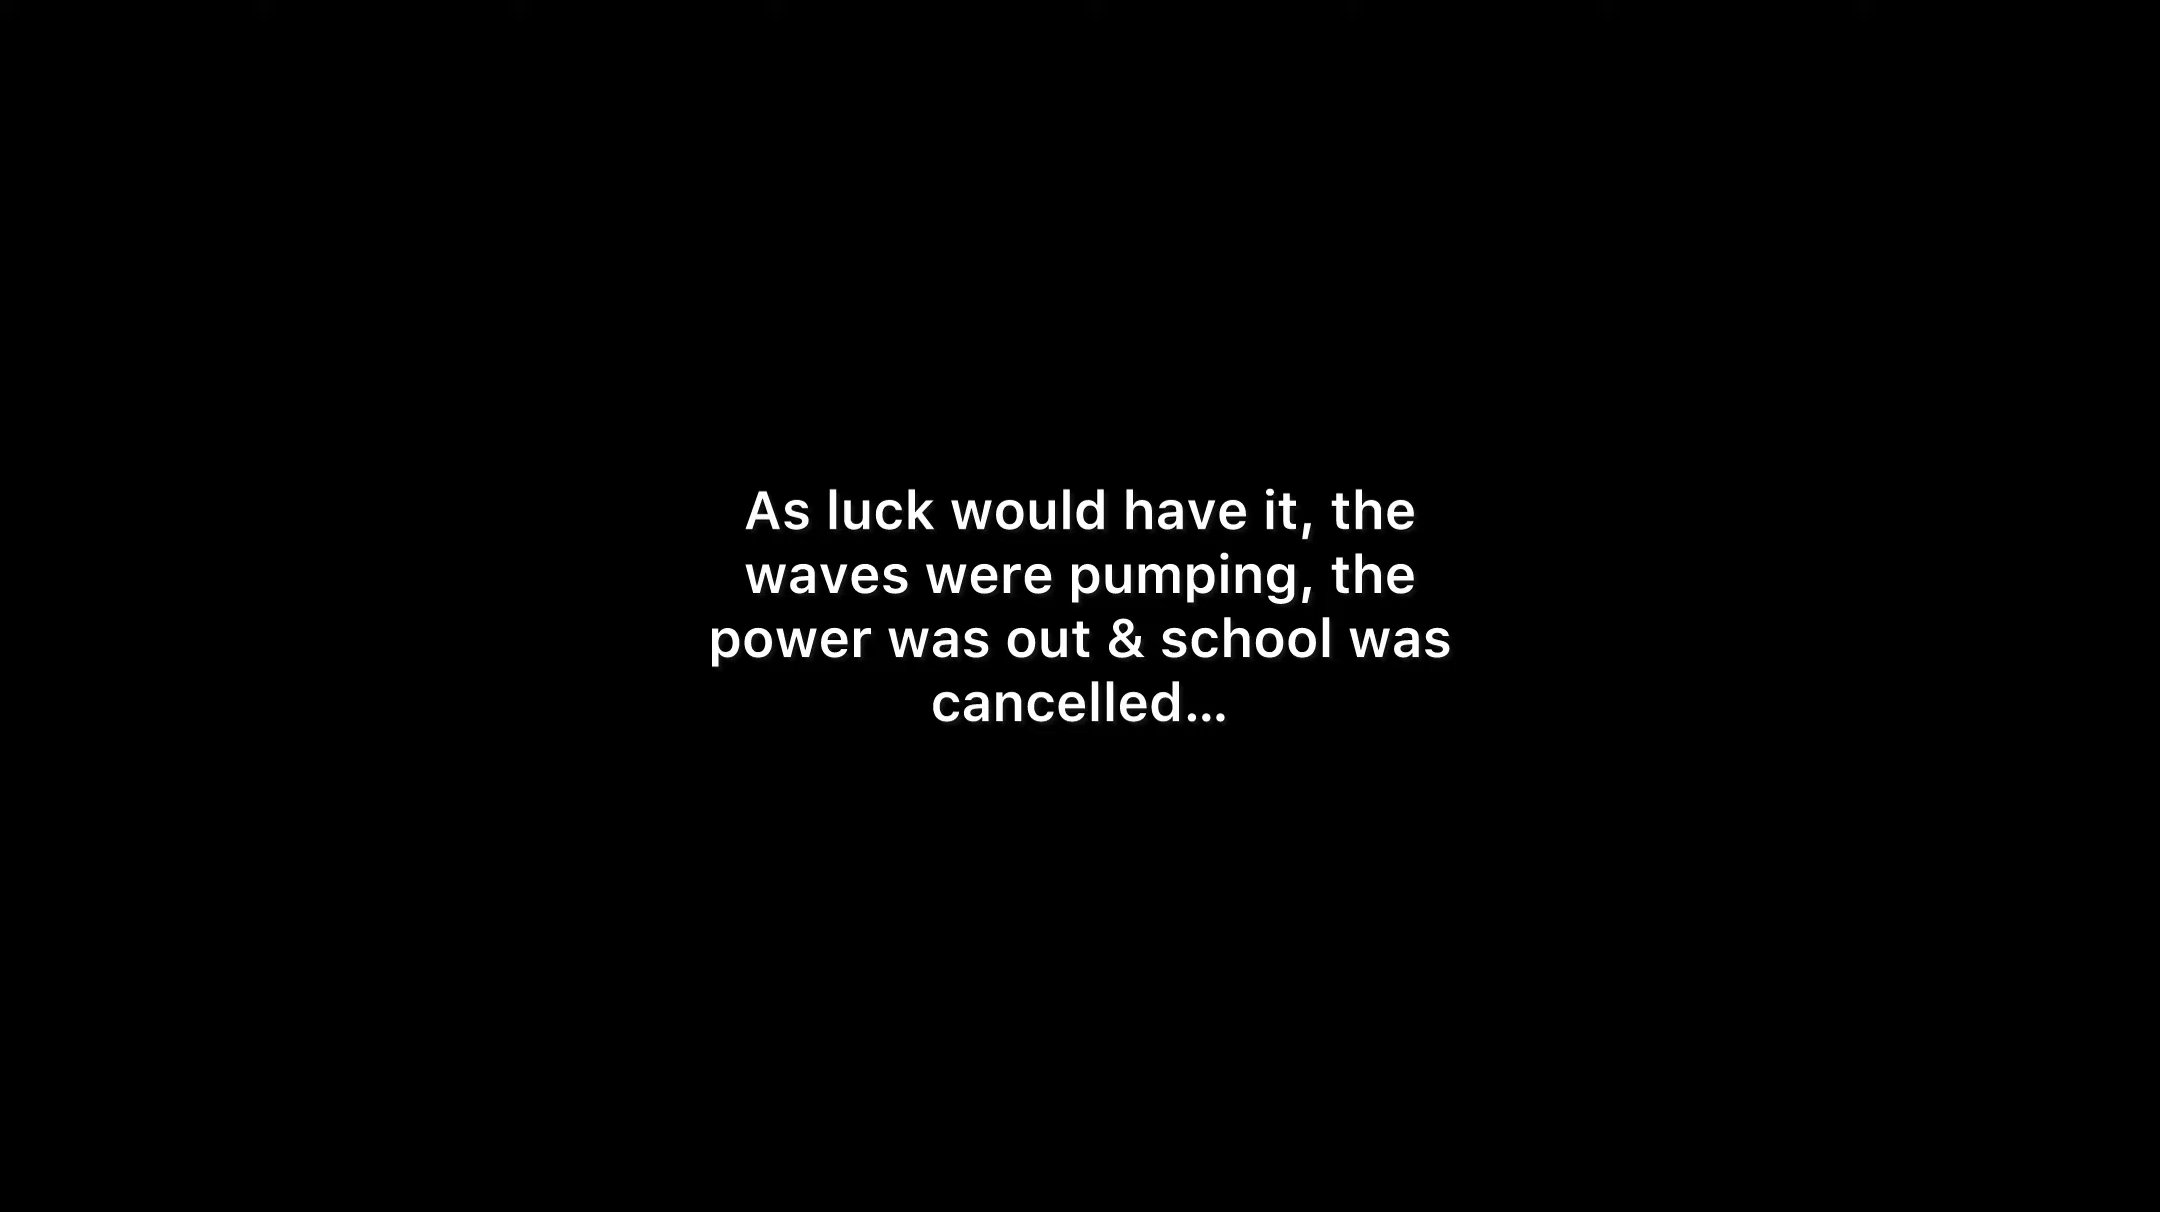 As luck would have it, the
waves were pumping, the
power was out & school was
cancelled...